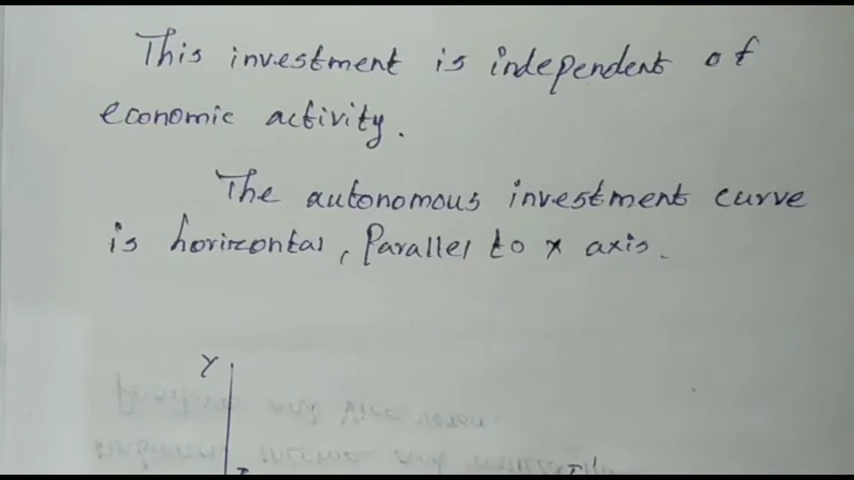 This investment is independent of
economic activity.
The autonomous investment curve
is horizontal, Parallel to x axis.
Y